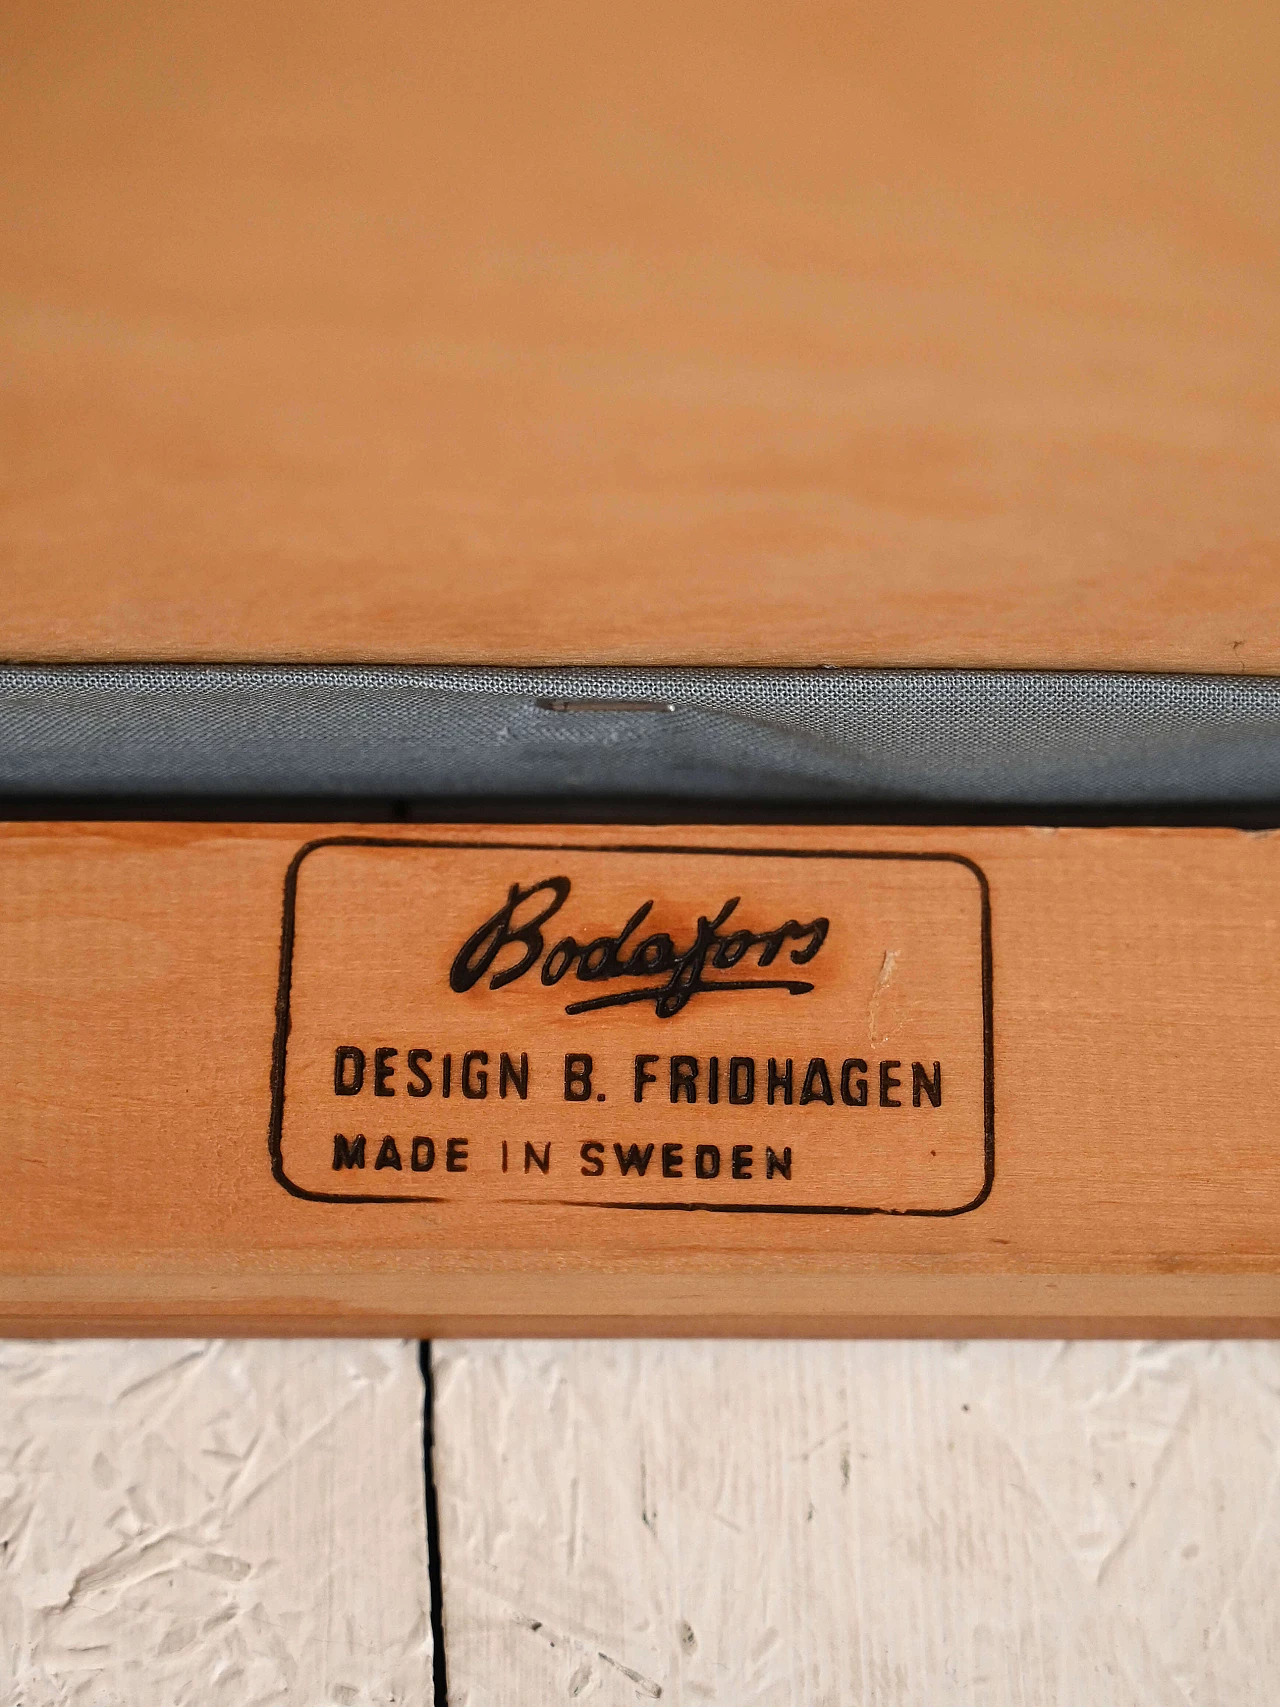 Bodafors
DESIGN B. FRIDHAGEN
MADE IN SWEDEN